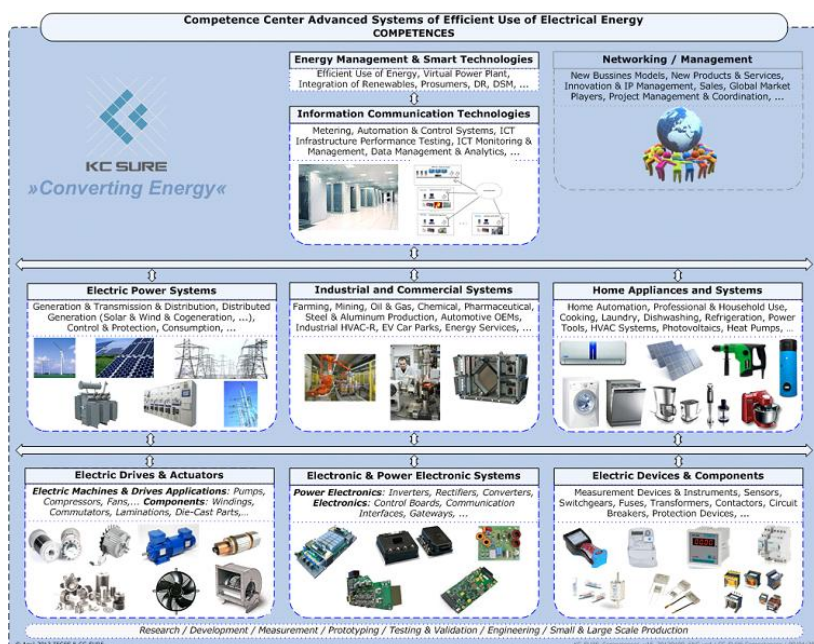 Competence Center Advanced Systems of Efficient Use of Electrical Energy
COMPETENCES
KC SURE
»Converting Energy«
Energy Management & Smart Technologies
Efficient Use of Energy, Virtual Power Plant,
Integration of Renewables, Prosumers, DR, DSM, ...
Information Communication Technologies
Metering, Automation & Control Systems, ICT
Infrastructure Performance Testing, ICT Monitoring &
Management, Data Management & Analytics, ...
Networking / Management
New Bussines Models, New Products & Services,
Innovation & IP Management, Sales, Global Market
Players, Project Management & Coordination, ...
Electric Power Systems
Generation & Transmission & Distribution, Distributed
Generation (Solar & Wind & Cogeneration, ...),
Control & Protection, Consumption, ...
Industrial and Commercial Systems
Farming, Mining, Oil & Gas, Chemical, Pharmaceutical,
Steel & Aluminum Production, Automotive OEMs,
Industrial HVAC-R, EV Car Parks, Energy Services, ...
Home Appliances and Systems
Home Automation, Professional & Household Use,
Cooking, Laundry, Dishwashing, Refrigeration, Power
Tools, HVAC Systems, Photovoltaics, Heat Pumps, ...
Electric Drives & Actuators
Electric Machines & Drives Applications: Pumps,
Compressors, Fans,... Components: Windings,
Commutators, Laminations, Die-Cast Parts,...
Electronic & Power Electronic Systems
Power Electronics: Inverters, Rectifiers, Converters,
Electronics: Control Boards, Communication
Interfaces, Gateways, ...
Electric Devices & Components
Measurement Devices & Instruments, Sensors,
Switchgears, Fuses, Transformers, Contactors, Circuit
Breakers, Protection Devices, ...
Research / Development / Measurement / Prototyping / Testing & Validation / Engineering / Small & Large Scale Production